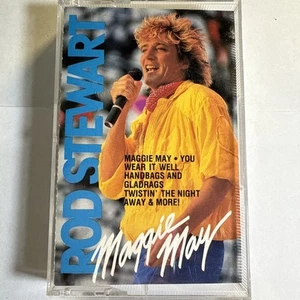 ROD STEWART
MAGGIE MAY • YOU
WEAR IT WELL
HANDBAGS AND
GLADRAGS
TWISTIN' THE NIGHT
AWAY & MORE!
Maggie May